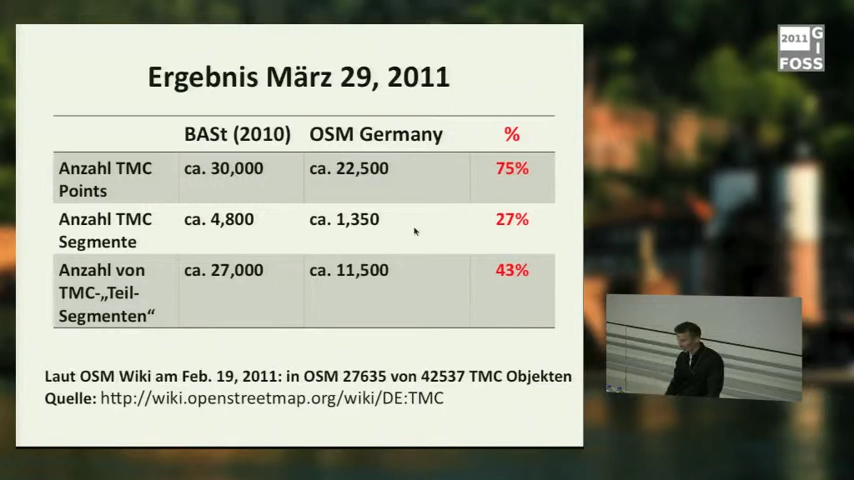 2011 G
I
FOSS
Ergebnis März 29, 2011
BASt (2010) OSM Germany %
Anzahl TMC Points ca. 30,000 ca. 22,500 75%
Anzahl TMC Segmente ca. 4,800 ca. 1,350 27%
Anzahl von TMC-„Teil-Segmenten“ ca. 27,000 ca. 11,500 43%
Laut OSM Wiki am Feb. 19, 2011: in OSM 27635 von 42537 TMC Objekten
Quelle: http://wiki.openstreetmap.org/wiki/DE:TMC